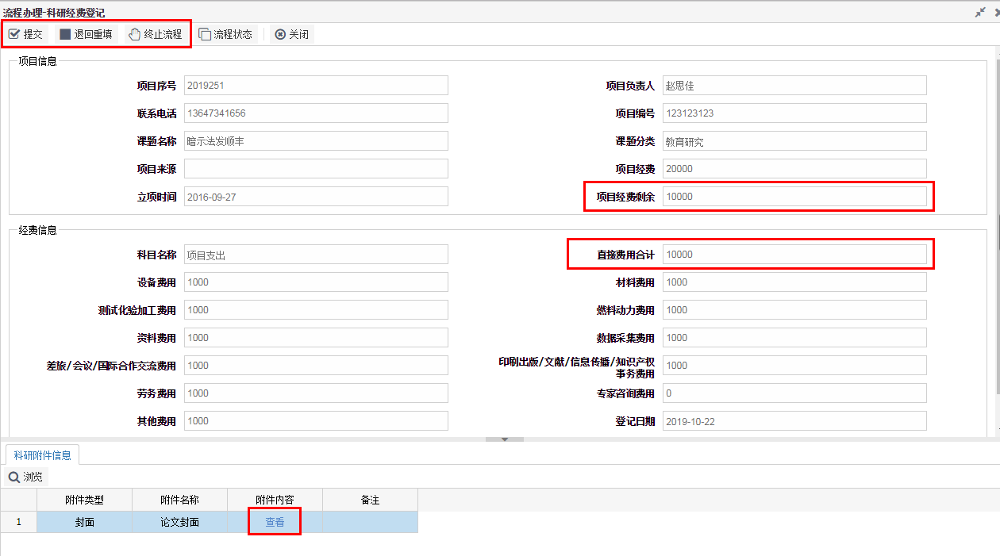 流程办理-科研经费登记
提交 退回重填 终止流程 流程状态 关闭
项目信息
项目序号 2019251 项目负责人 赵思佳
联系电话 13647341656 项目编号 123123123
课题名称 暗示法发顺丰 课题分类 教育研究
项目来源 项目经费 20000
立项时间 2016-09-27 项目经费剩余 10000
经费信息
科目名称 项目支出 直接费用合计 10000
设备费用 1000 材料费用 1000
测试化验加工费用 1000 燃料动力费用 1000
资料费用 1000 数据采集费用 1000
差旅/会议/国际合作交流费用 1000 印刷出版/文献/信息传播/知识产权
事务费用 1000
劳务费用 1000 专家咨询费用 0
其他费用 1000 登记日期 2019-10-22
科研附件信息
浏览
附件类型 附件名称 附件内容 备注
1 封面 论文封面 查看